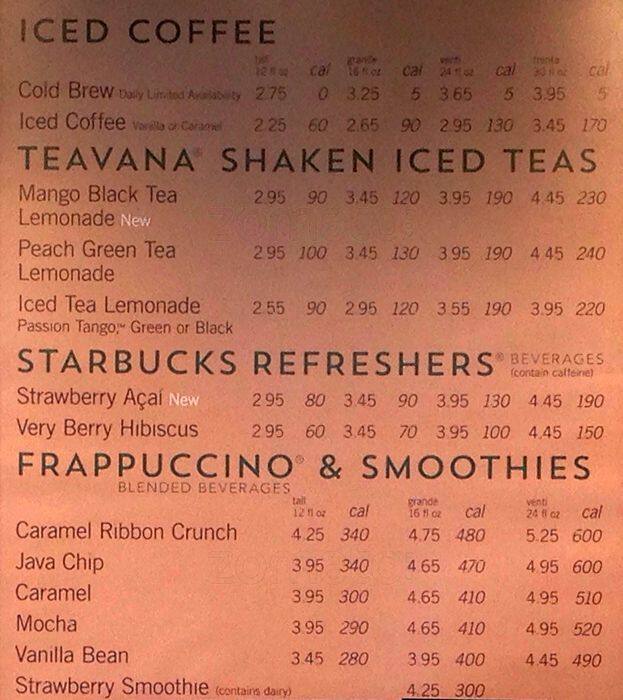 ICED COFFEE
tall grande venti trenta
12 fl oz cal 16 fl oz cal 24 fl oz cal 30 fl oz cal
Cold Brew Daily Limited Availability 2.75 0 3.25 5 3.65 5 3.95 5
Iced Coffee Vanilla or Caramel 2.25 60 2.65 90 2.95 130 3.45 170
TEAVANA® SHAKEN ICED TEAS
Mango Black Tea 2.95 90 3.45 120 3.95 190 4.45 230
Lemonade New
Peach Green Tea 2.95 100 3.45 130 3.95 190 4.45 240
Lemonade
Iced Tea Lemonade 2.55 90 2.95 120 3.55 190 3.95 220
Passion Tango,™ Green or Black
STARBUCKS REFRESHERS® BEVERAGES
(contain caffeine)
Strawberry Açaí New 2.95 80 3.45 90 3.95 130 4.45 190
Very Berry Hibiscus 2.95 60 3.45 70 3.95 100 4.45 150
FRAPPUCCINO® & SMOOTHIES
BLENDED BEVERAGES
tall grande venti
12 fl oz cal 16 fl oz cal 24 fl oz cal
Caramel Ribbon Crunch 4.25 340 4.75 480 5.25 600
Java Chip 3.95 340 4.65 470 4.95 600
Caramel 3.95 300 4.65 410 4.95 510
Mocha 3.95 290 4.65 410 4.95 520
Vanilla Bean 3.45 280 3.95 400 4.45 490
Strawberry Smoothie (contains dairy) 4.25 300